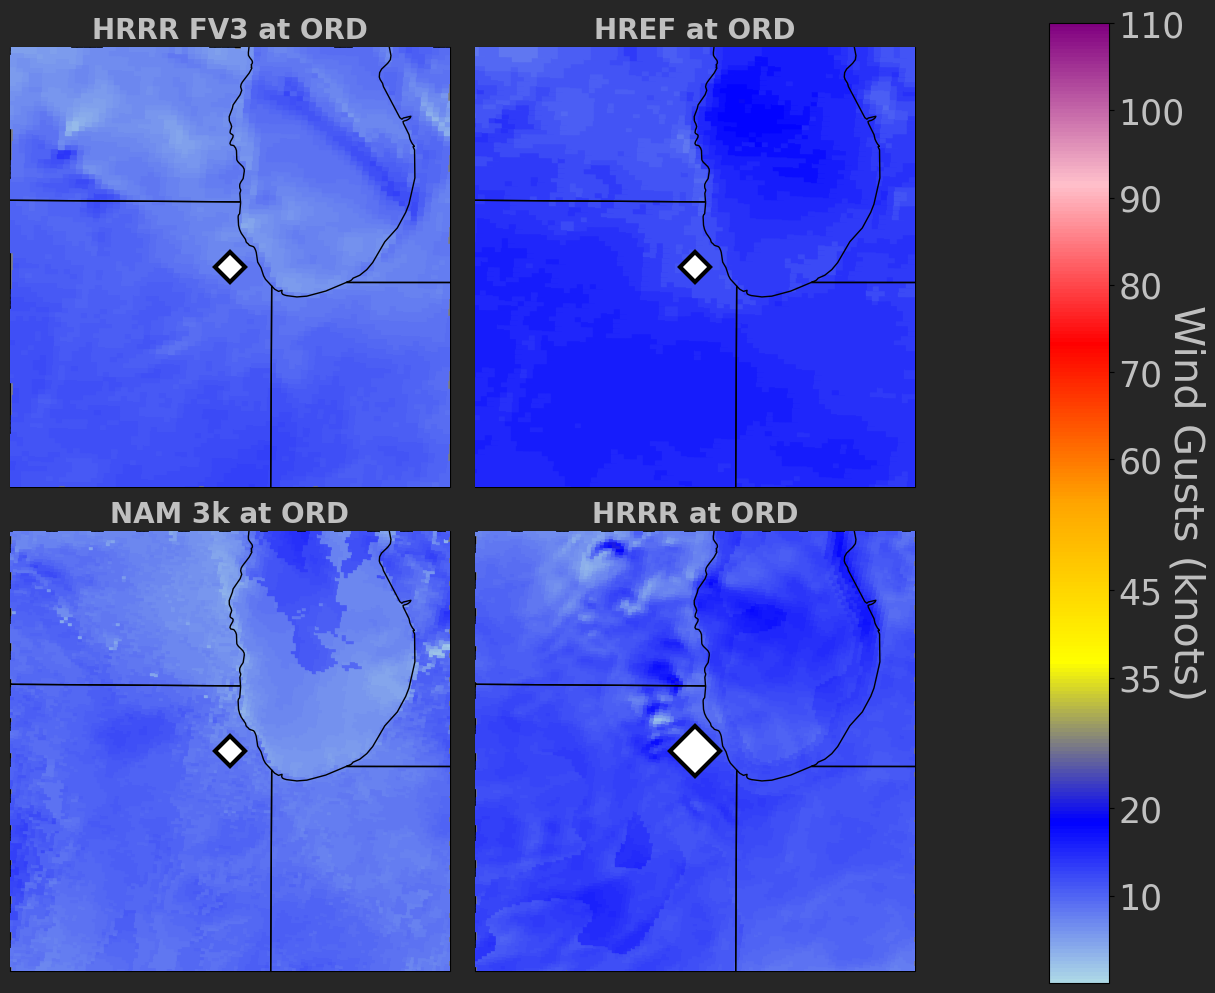 HRRR FV3 at ORD
HREF at ORD
NAM 3k at ORD
HRRR at ORD
110
100
90
80
70
60
45
35
20
10
Wind Gusts (knots)